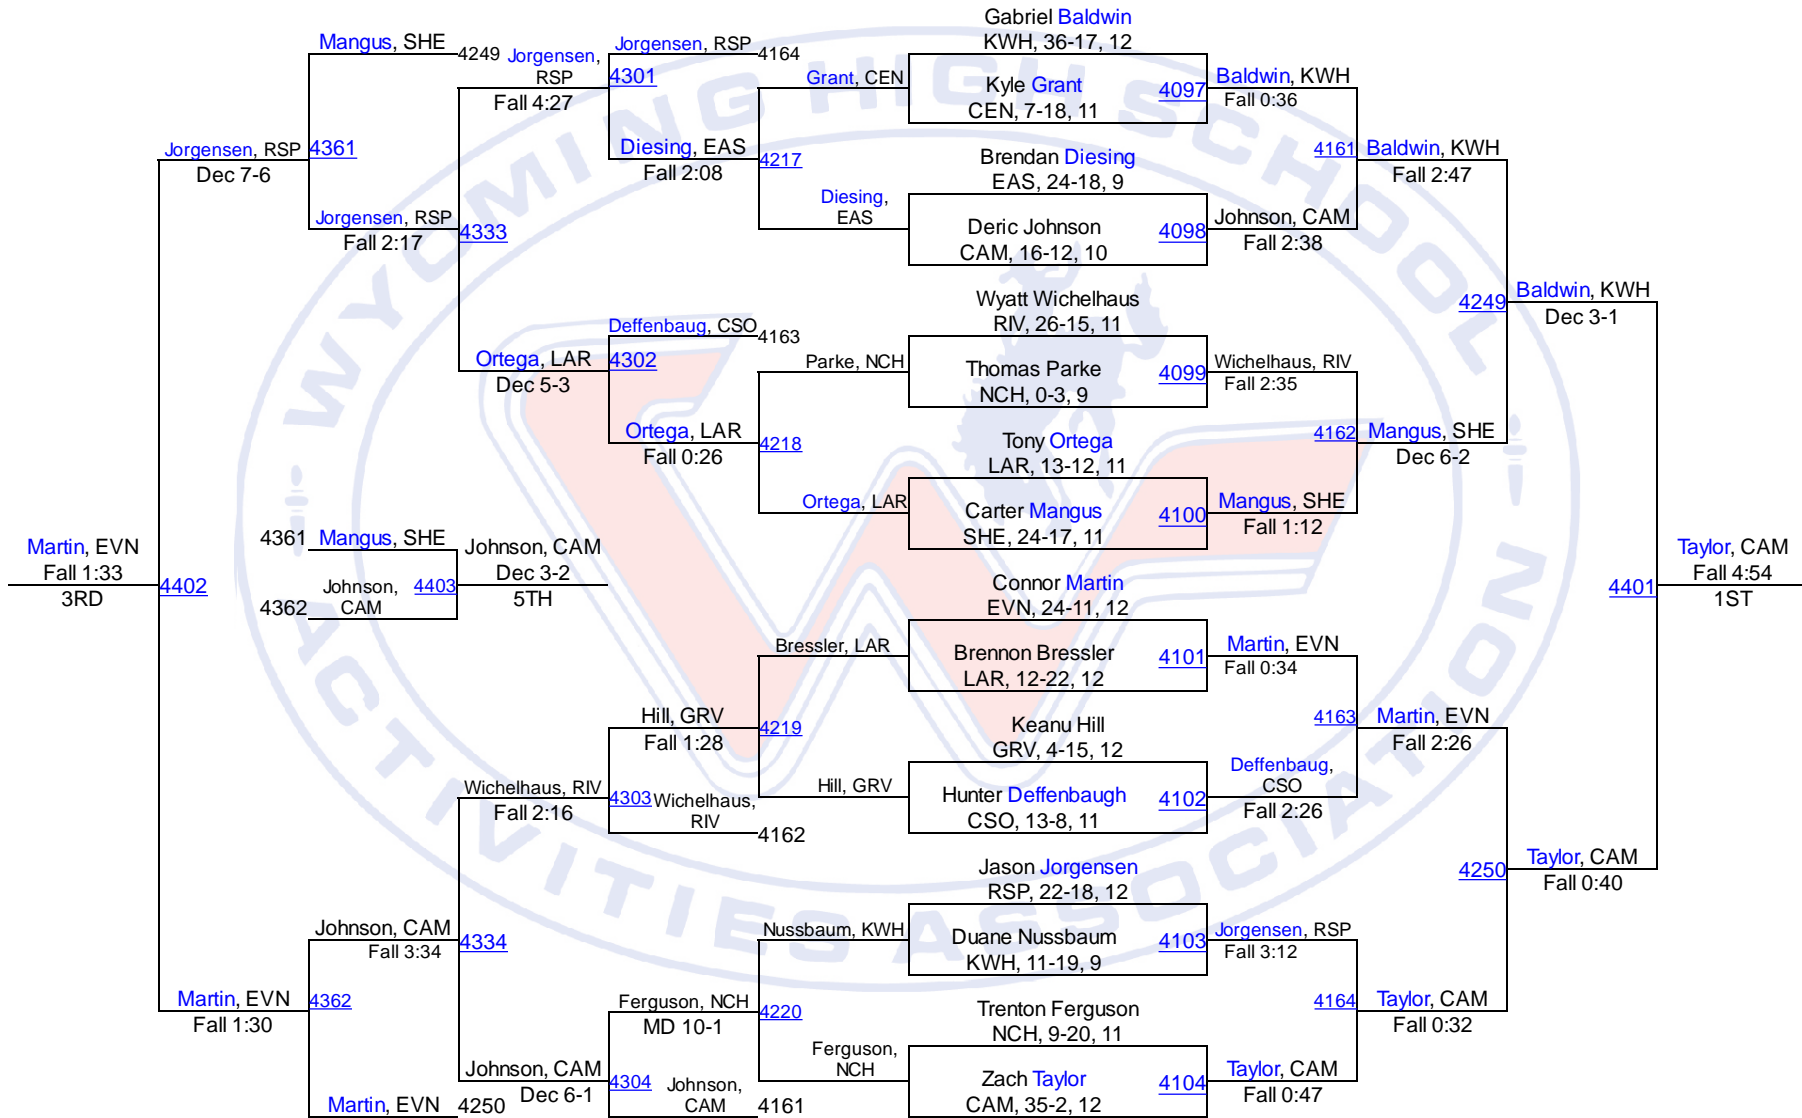 WYOMING HIGH SCHOOL
ACTIVITIES ASSOCIATION
Mangus, SHE
4249
Jorgensen, RSP
Dec 7-6
4361
Jorgensen, RSP
Fall 2:17
Jorgensen,
RSP
Fall 4:27
4333
Jorgensen, RSP
4164
4301
Diesing, EAS
Fall 2:08
Grant, CEN
4217
Diesing,
EAS
Ortega, LAR
Dec 5-3
Deffenbaug, CSO
4163
4302
Ortega, LAR
Fall 0:26
Parke, NCH
4218
Ortega, LAR
Martin, EVN
Fall 1:33
3RD
4402
4361
Mangus, SHE
4362
Johnson,
CAM
4403
Johnson, CAM
Dec 3-2
5TH
Bressler, LAR
Hill, GRV
Fall 1:28
4219
Hill, GRV
Wichelhaus, RIV
Fall 2:16
4303
Wichelhaus,
RIV
4162
Johnson, CAM
Fall 3:34
4334
Martin, EVN
Fall 1:30
4362
Martin, EVN
4250
Johnson, CAM
Dec 6-1
Nussbaum, KWH
Ferguson, NCH
MD 10-1
4220
Ferguson,
NCH
4304
Johnson,
CAM
4161
Gabriel Baldwin
KWH, 36-17, 12
Kyle Grant
CEN, 7-18, 11
4097
Brendan Diesing
EAS, 24-18, 9
Deric Johnson
CAM, 16-12, 10
4098
Wyatt Wichelhaus
RIV, 26-15, 11
Thomas Parke
NCH, 0-3, 9
4099
Tony Ortega
LAR, 13-12, 11
Carter Mangus
SHE, 24-17, 11
4100
Connor Martin
EVN, 24-11, 12
Brennon Bressler
LAR, 12-22, 12
4101
Keanu Hill
GRV, 4-15, 12
Hunter Deffenbaugh
CSO, 13-8, 11
4102
Jason Jorgensen
RSP, 22-18, 12
Duane Nussbaum
KWH, 11-19, 9
4103
Trenton Ferguson
NCH, 9-20, 11
Zach Taylor
CAM, 35-2, 12
4104
Baldwin, KWH
Fall 0:36
4161
Johnson, CAM
Fall 2:38
Baldwin, KWH
Fall 2:47
Wichelhaus, RIV
Fall 2:35
4162
Mangus, SHE
Fall 1:12
Mangus, SHE
Dec 6-2
4249
Baldwin, KWH
Dec 3-1
Martin, EVN
Fall 0:34
4163
Deffenbaug,
CSO
Fall 2:26
Martin, EVN
Fall 2:26
Jorgensen, RSP
Fall 3:12
4164
Taylor, CAM
Fall 0:47
Taylor, CAM
Fall 0:32
4250
Taylor, CAM
Fall 0:40
4401
Taylor, CAM
Fall 4:54
1ST